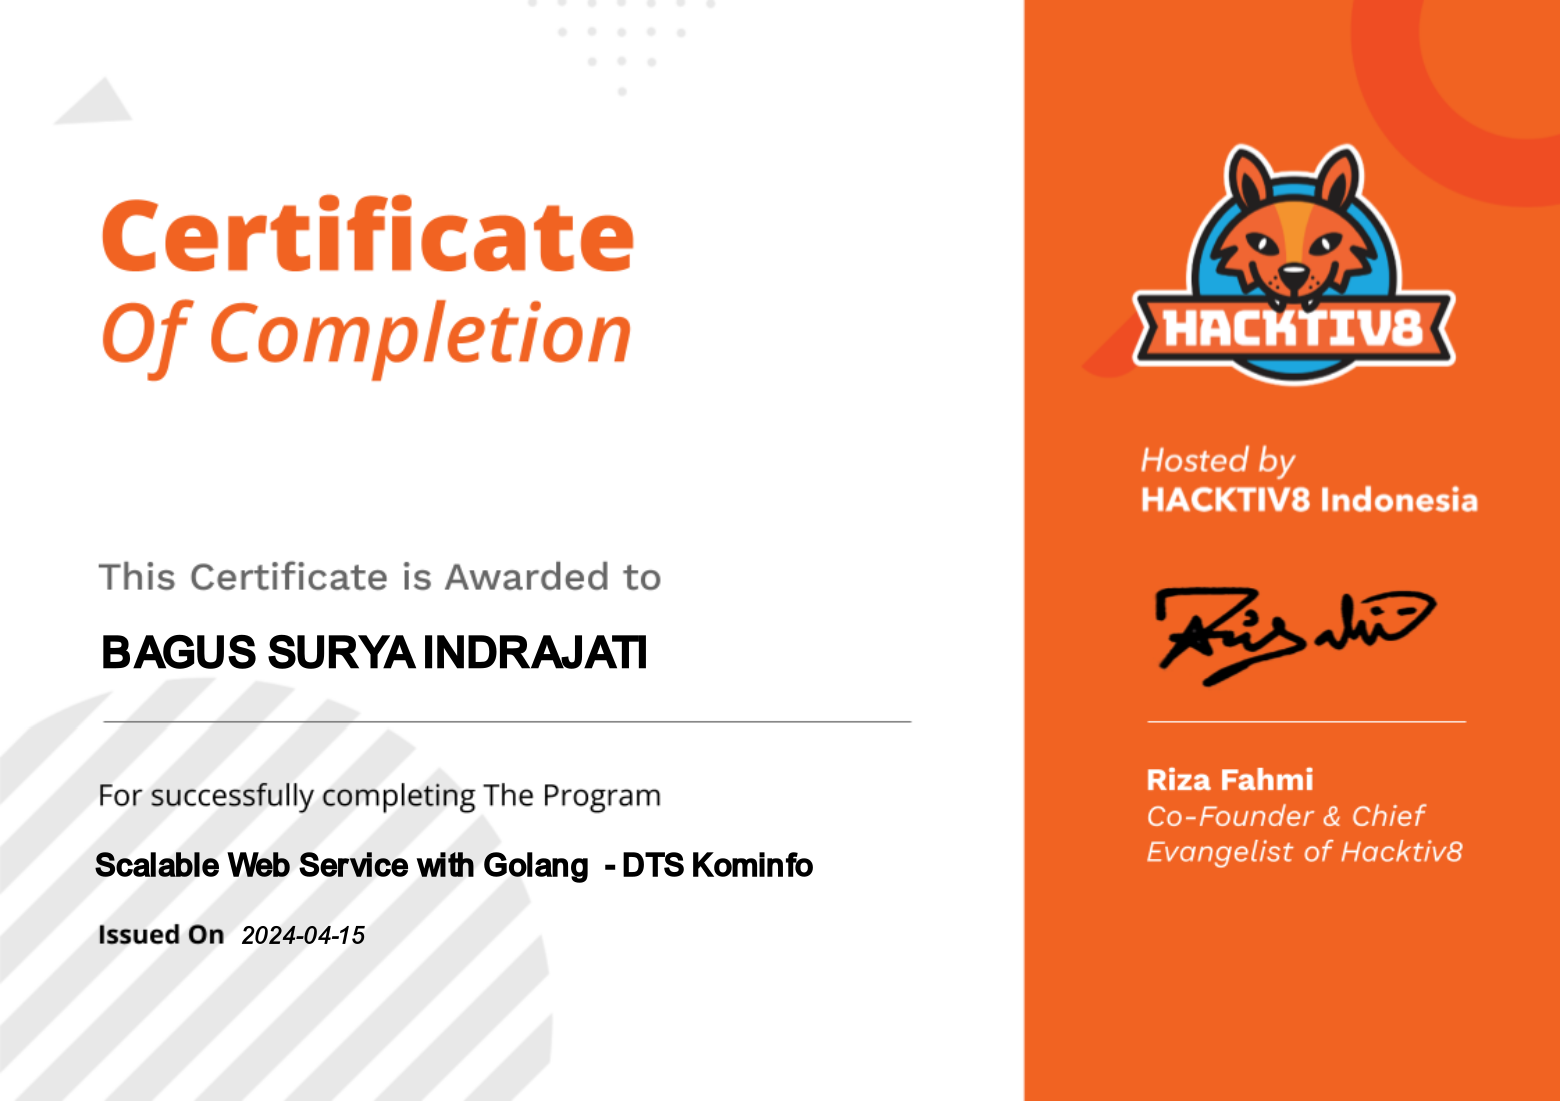 Certificate
Of Completion
This Certificate is Awarded to
BAGUS SURYA INDRAJATI
For successfully completing The Program
Scalable Web Service with Golang - DTS Kominfo
Issued On 2024-04-15
HACKTIV8
Hosted by
HACKTIV8 Indonesia
Riza Fahmi
Co-Founder & Chief
Evangelist of Hacktiv8